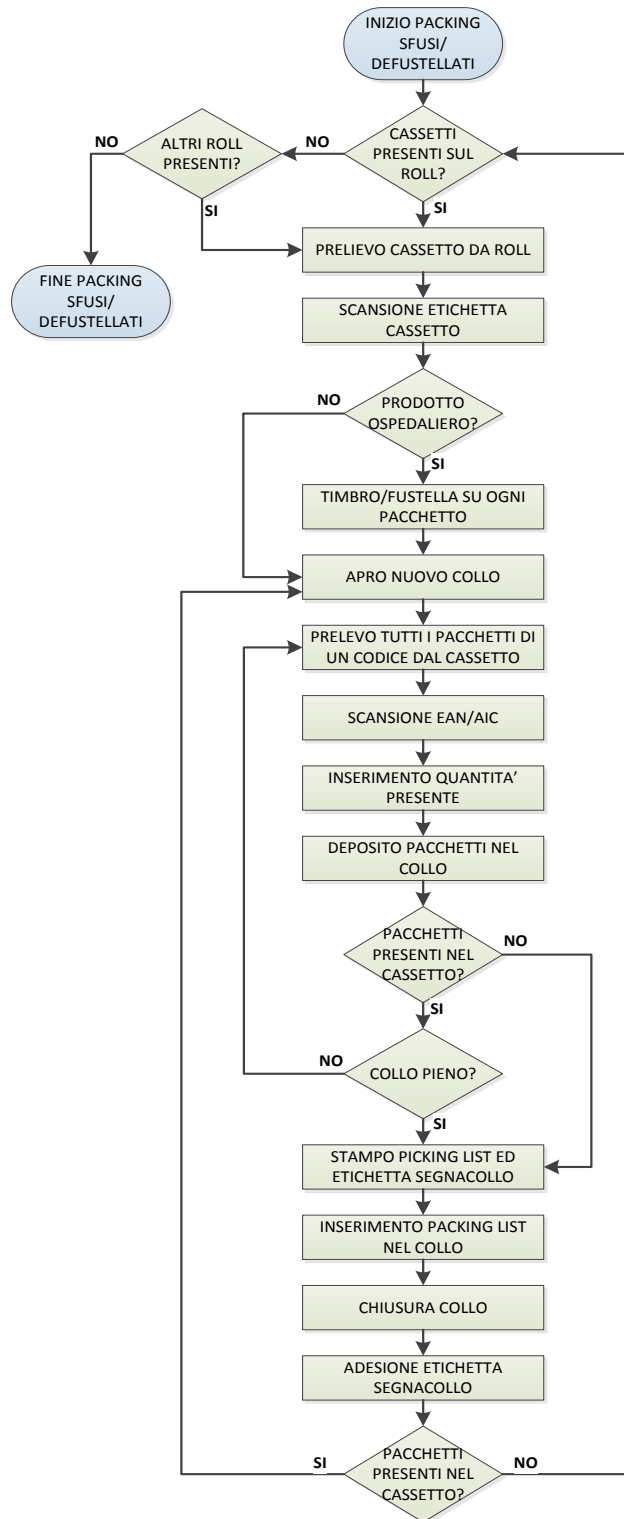 INIZIO PACKING
SFUSI/
DEFUSTELLATI
NO
ALTRI ROLL
PRESENTI?
NO
CASSETTI
PRESENTI SUL
ROLL?
SI
SI
PRELIEVO CASSETTO DA ROLL
FINE PACKING
SFUSI/
DEFUSTELLATI
SCANSIONE ETICHETTA
CASSETTO
NO
PRODOTTO
OSPEDALIERO?
SI
TIMBRO/FUSTELLA SU OGNI
PACCHETTO
APRO NUOVO COLLO
PRELEVO TUTTI I PACCHETTI DI
UN CODICE DAL CASSETTO
SCANSIONE EAN/AIC
INSERIMENTO QUANTITA'
PRESENTE
DEPOSITO PACCHETTI NEL
COLLO
PACCHETTI
PRESENTI NEL
CASSETTO?
NO
SI
NO
COLLO PIENO?
SI
STAMPO PICKING LIST ED
ETICHETTA SEGNACOLLO
INSERIMENTO PACKING LIST
NEL COLLO
CHIUSURA COLLO
ADESIONE ETICHETTA
SEGNACOLLO
SI
PACCHETTI
PRESENTI NEL
CASSETTO?
NO